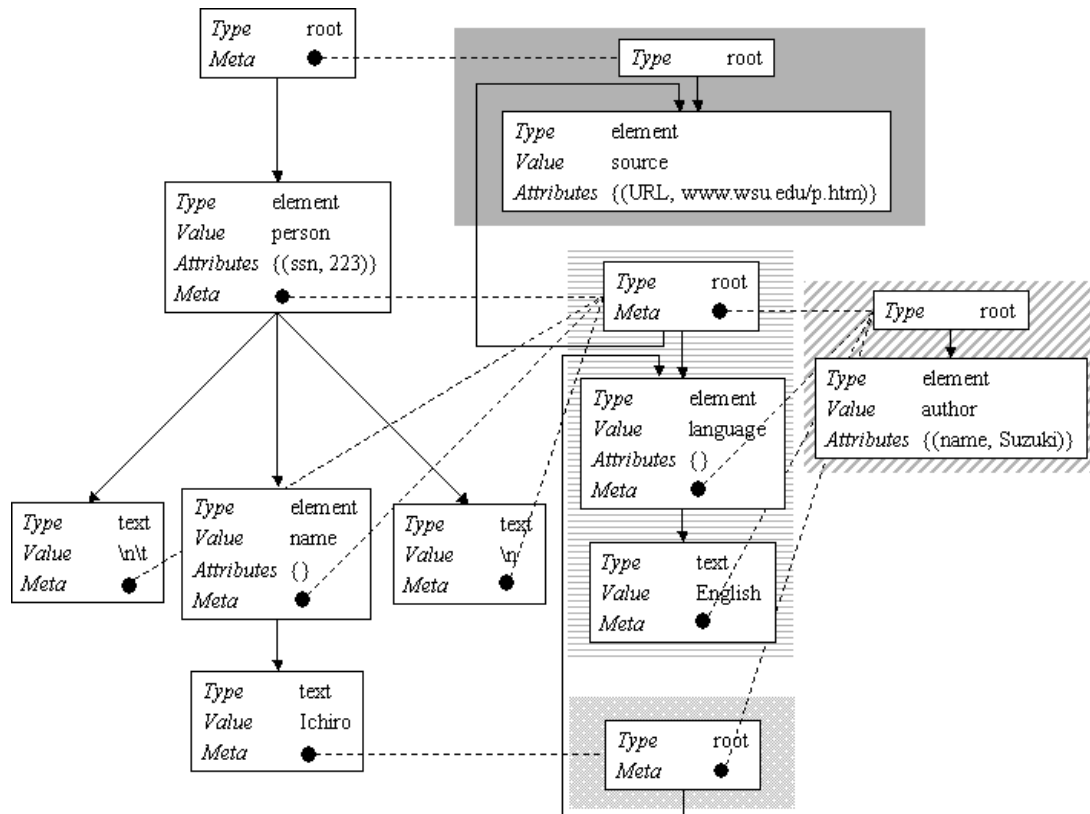 Type root
Meta
Type root
Type element
Value source
Attributes {(URL, www.wsu.edu/p.htm)}
Type element
Value person
Attributes {(ssn, 223)}
Meta
Type root
Meta
Type root
Type element
Value author
Attributes {(name, Suzuki)}
Type element
Value language
Attributes {}
Meta
Type text
Value \n\t
Meta
Type element
Value name
Attributes {}
Meta
Type text
Value \n
Meta
Type text
Value English
Meta
Type text
Value Ichiro
Meta
Type root
Meta